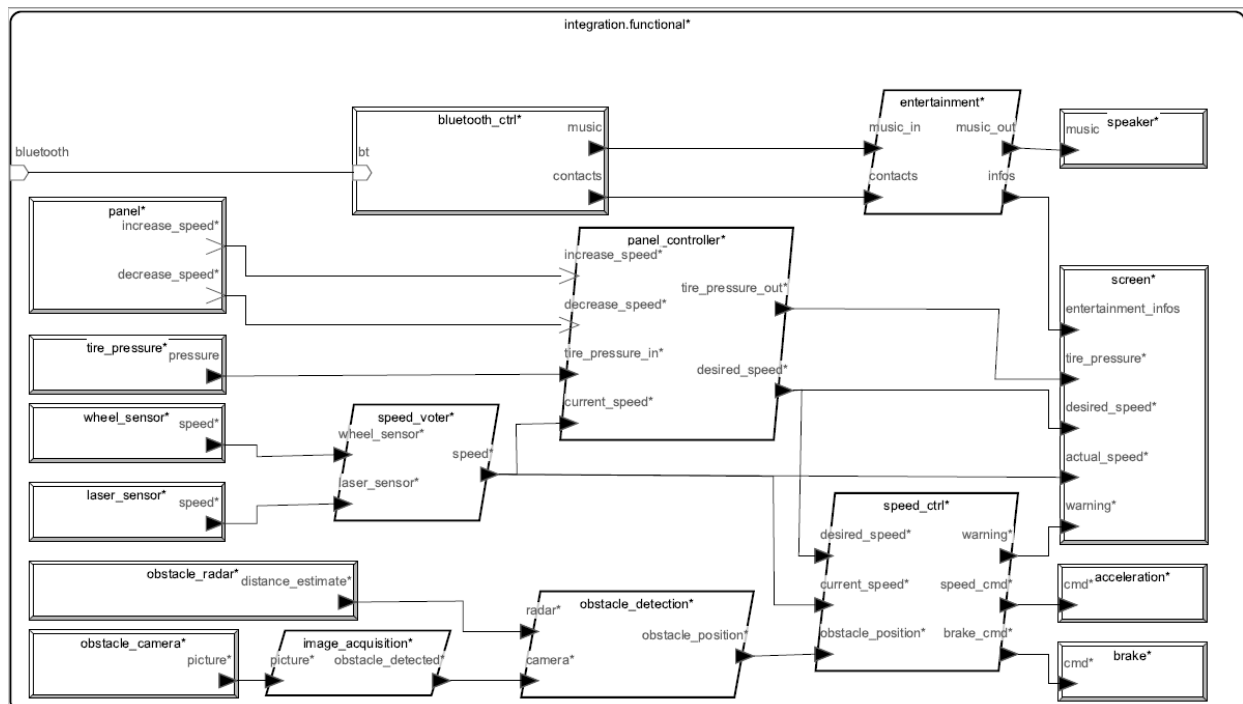 integration.functional*
bluetooth
bluetooth_ctrl*
bt
music
contacts
entertainment*
music_in
music_out
contacts
infos
speaker*
music
panel*
increase_speed*
decrease_speed*
panel_controller*
increase_speed*
decrease_speed*
tire_pressure_in*
current_speed*
tire_pressure_out*
desired_speed*
screen*
entertainment_infos
tire_pressure*
desired_speed*
actual_speed*
warning*
tire_pressure*
pressure
wheel_sensor*
speed*
laser_sensor*
speed*
speed_voter*
wheel_sensor*
laser_sensor*
speed*
speed_ctrl*
desired_speed*
current_speed*
obstacle_position*
warning*
speed_cmd*
brake_cmd*
obstacle_radar*
distance_estimate*
obstacle_camera*
picture*
image_acquisition*
picture*
obstacle_detected*
obstacle_detection*
radar*
camera*
obstacle_position*
acceleration*
cmd*
brake*
cmd*